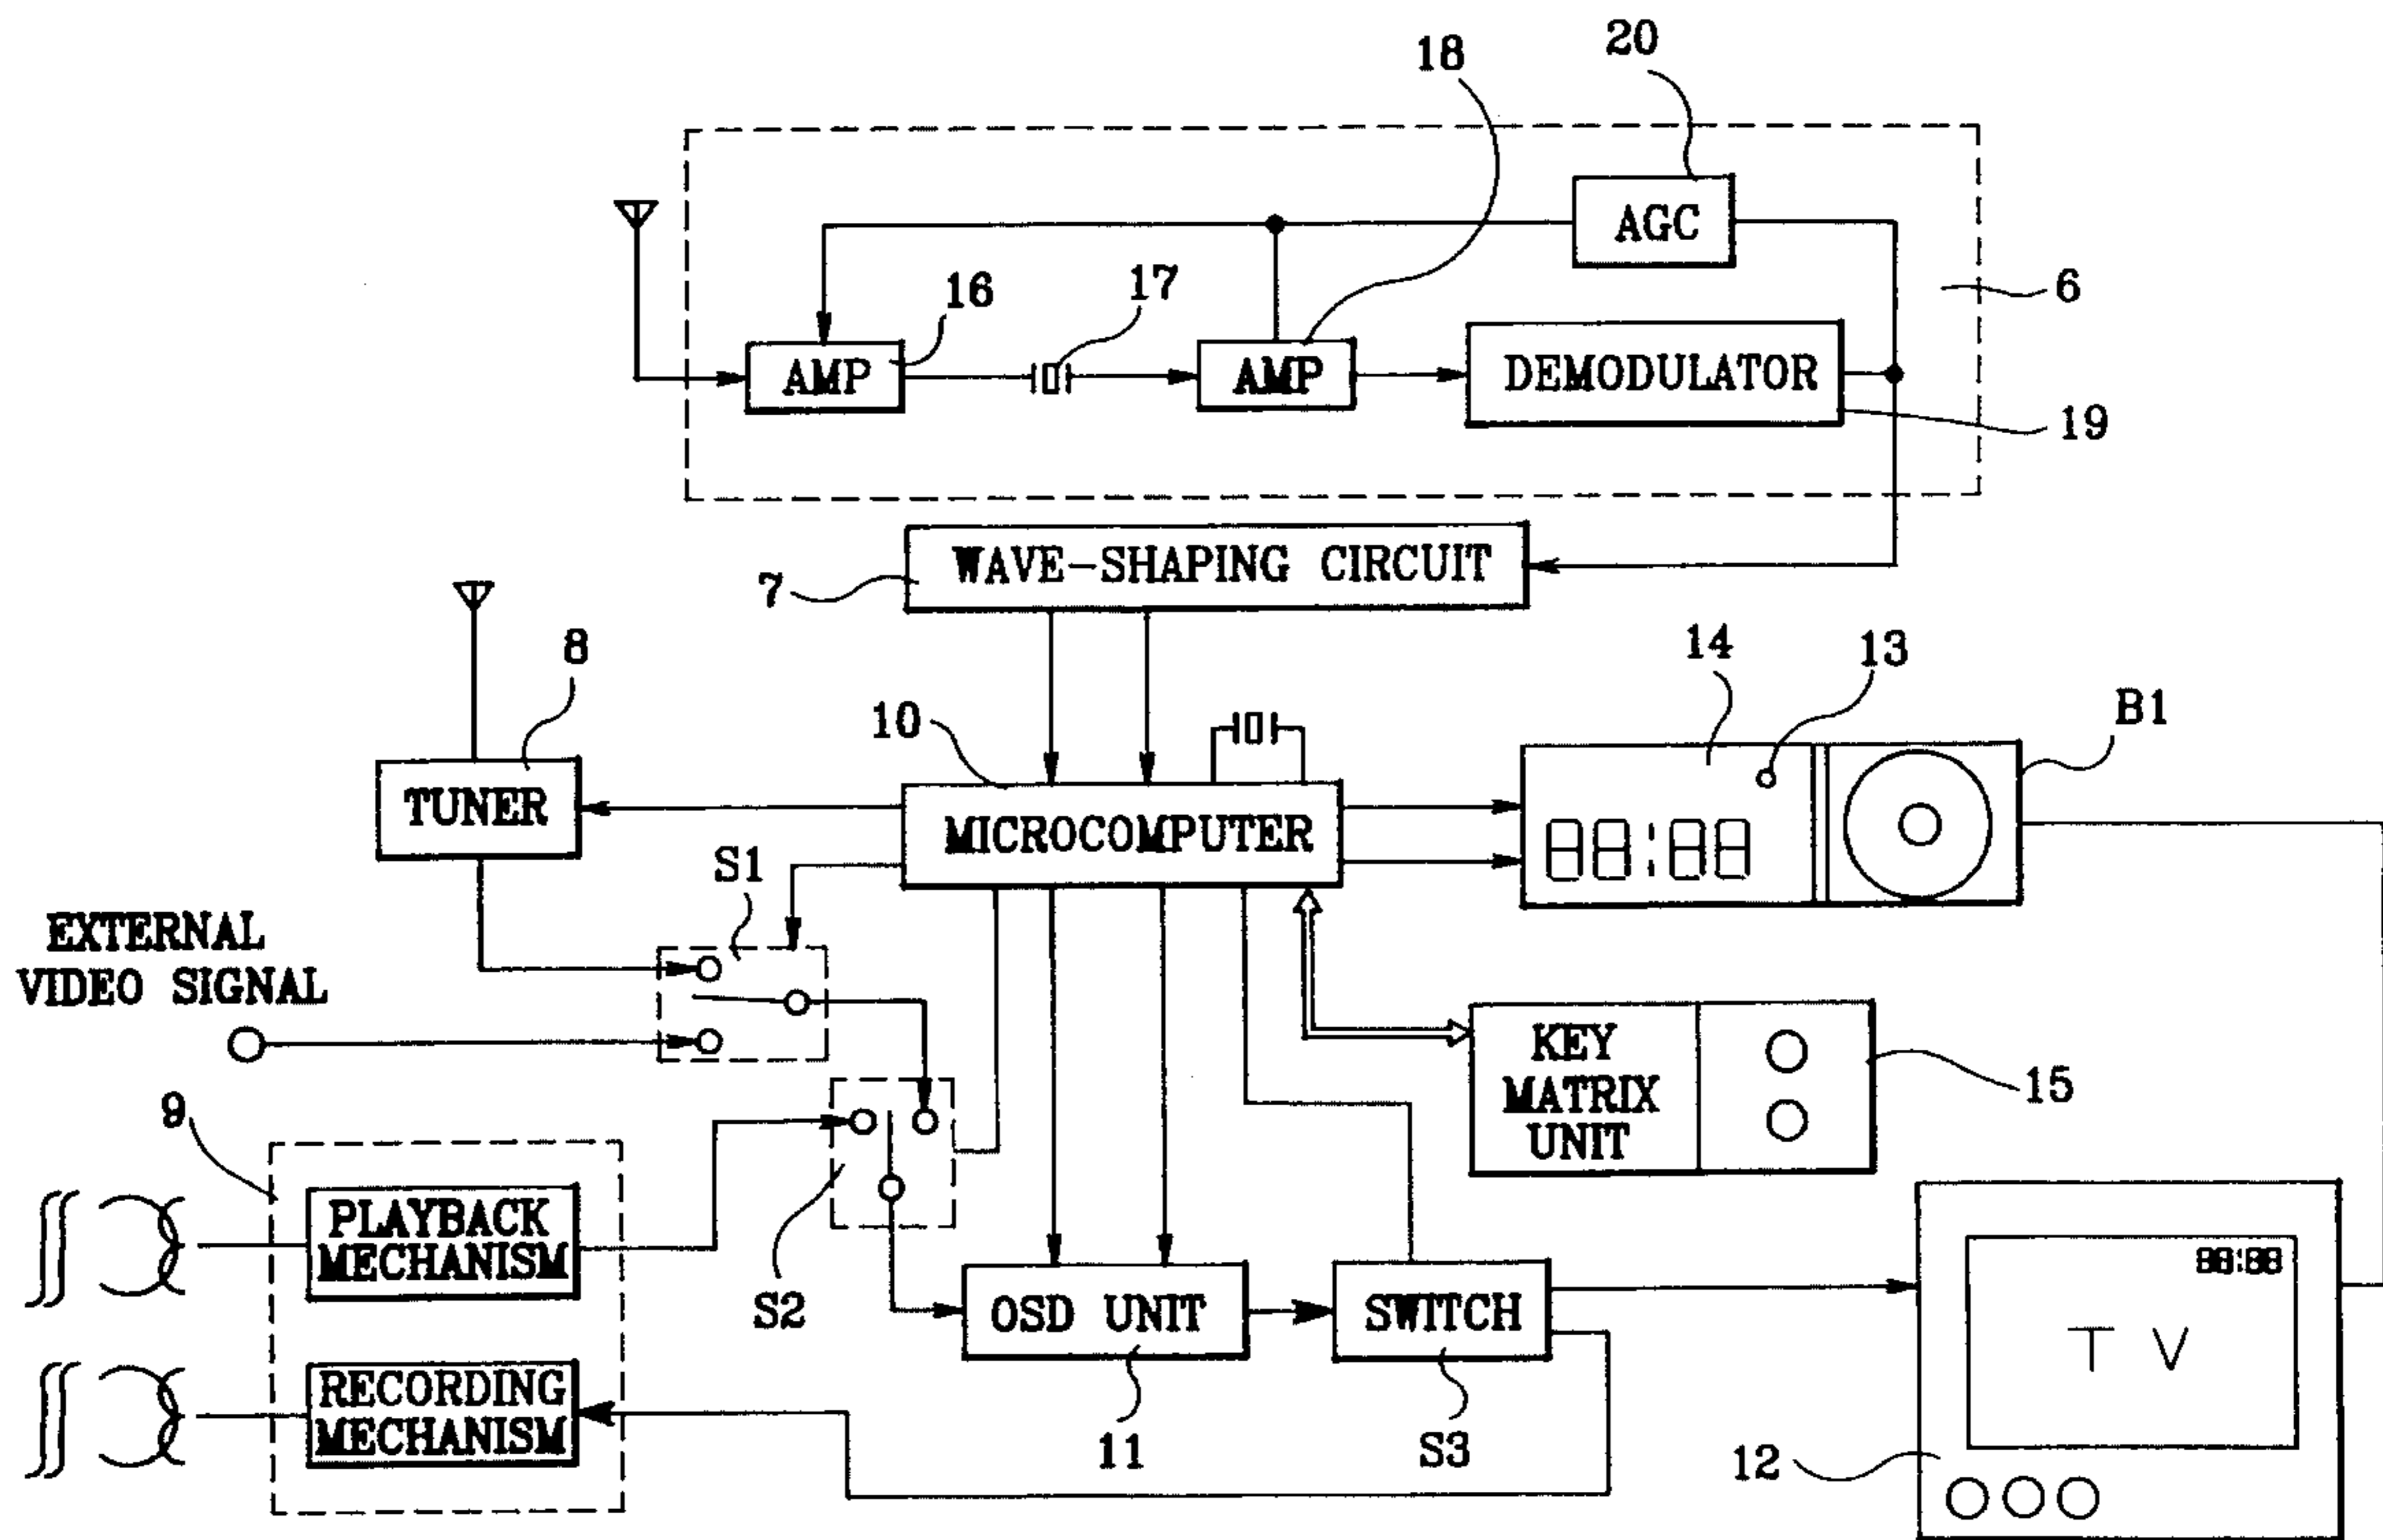 20
18
AGC
6
16
17
AMP
AMP
DEMODULATOR
19
WAVE-SHAPING CIRCUIT
7
8
14
13
B1
10
TUNER
MICROCOMPUTER
88:88
S1
EXTERNAL
VIDEO SIGNAL
KEY
MATRIX
UNIT
15
9
S2
PLAYBACK
MECHANISM
OSD UNIT
SWITCH
88:88
TV
RECORDING
MECHANISM
11
S3
12